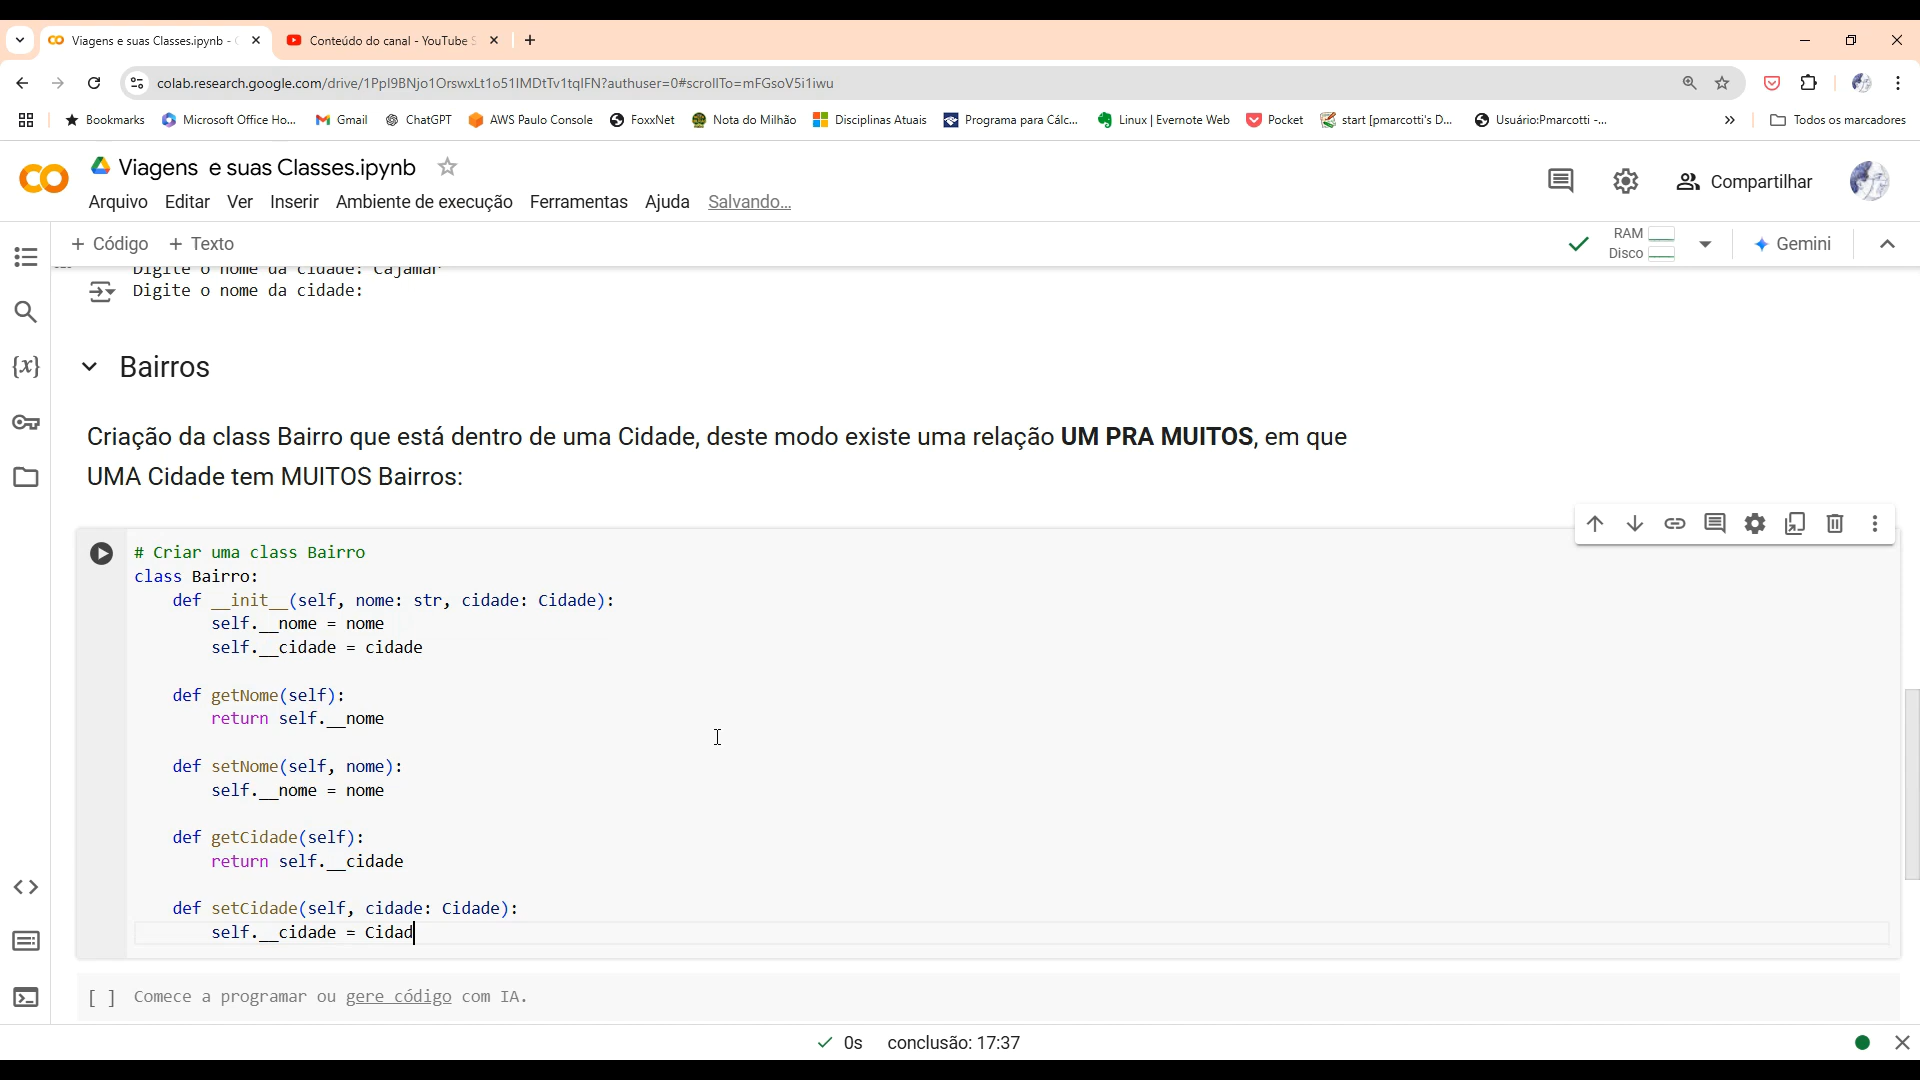 Viagens e suas Classes.ipynb -
Conteúdo do canal - YouTube S
colab.research.google.com/drive/1PpI9BNjo1OrswxLt1o51IMDtTv1tqIFN?authuser=0#scrollTo=mFGsoV5i1iwu
Bookmarks
Microsoft Office Ho...
Gmail
ChatGPT
AWS Paulo Console
FoxxNet
Nota do Milhão
Disciplinas Atuais
Programa para Cálc...
Linux | Evernote Web
Pocket
start [pmarcotti's D...
Usuário:Pmarcotti -...
»
Todos os marcadores
Viagens e suas Classes.ipynb
Compartilhar
Arquivo Editar Ver Inserir Ambiente de execução Ferramentas Ajuda Salvando...
+ Código + Texto
RAM
Disco
Gemini
Digite o nome da cidade: Cajamar
Digite o nome da cidade:
Bairros
Criação da class Bairro que está dentro de uma Cidade, deste modo existe uma relação UM PRA MUITOS, em que
UMA Cidade tem MUITOS Bairros:
# Criar uma class Bairro
class Bairro:
def __init__(self, nome: str, cidade: Cidade):
self.__nome = nome
self.__cidade = cidade
def getNome(self):
return self.__nome
def setNome(self, nome):
self.__nome = nome
def getCidade(self):
return self.__cidade
def setCidade(self, cidade: Cidade):
self.__cidade = Cidad
[ ] Comece a programar ou gere código com IA.
0s conclusão: 17:37